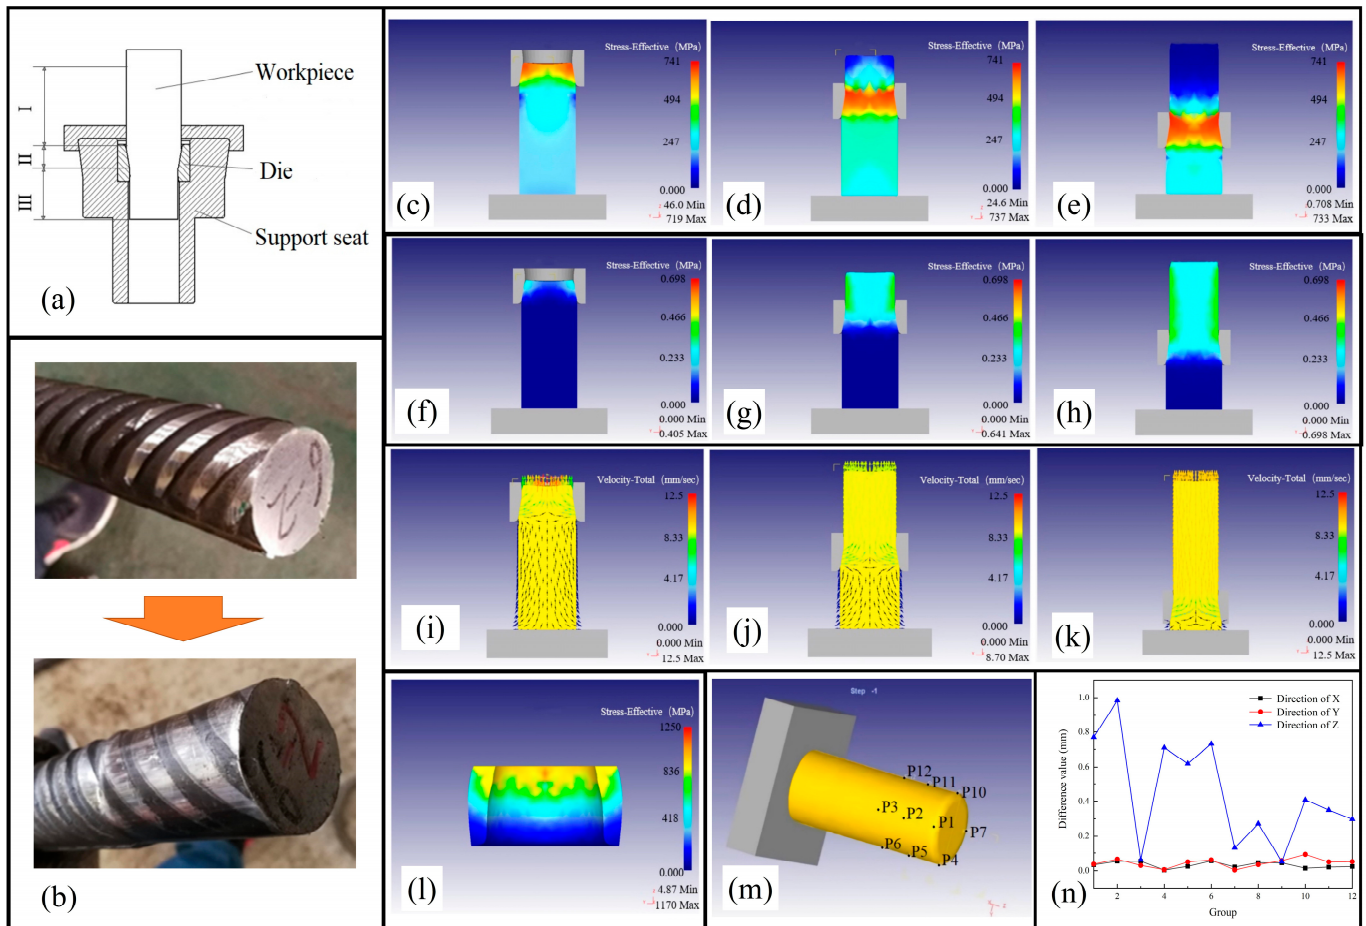 I
II
III
Workpiece
Die
Support seat
(a)
(b)
Stress-Effective (MPa)
741
494
247
0.000
46.0 Min
719 Max
(c)
Stress-Effective (MPa)
741
494
247
0.000
24.6 Min
737 Max
(d)
Stress-Effective (MPa)
741
494
247
0.000
0.708 Min
733 Max
(e)
Stress-Effective (MPa)
0.698
0.466
0.233
0.000
0.000 Min
0.405 Max
(f)
Stress-Effective (MPa)
0.698
0.466
0.233
0.000
0.000 Min
0.641 Max
(g)
Stress-Effective (MPa)
0.698
0.466
0.233
0.000
0.000 Min
0.698 Max
(h)
Velocity-Total (mm/sec)
12.5
8.33
4.17
0.000
0.000 Min
12.5 Max
(i)
Velocity-Total (mm/sec)
12.5
8.33
4.17
0.000
0.000 Min
8.70 Max
(j)
Velocity-Total (mm/sec)
12.5
8.33
4.17
0.000
0.000 Min
12.5 Max
(k)
Stress-Effective (MPa)
1250
836
418
0.000
4.87 Min
1170 Max
(l)
Step -1
P12
P11
P10
P3
P2
P1
P7
P6
P5
P4
(m)
Direction of X
Direction of Y
Direction of Z
Difference value (mm)
1.0
0.8
0.6
0.4
0.2
0.0
2 4 6 8 10 12
Group
(n)